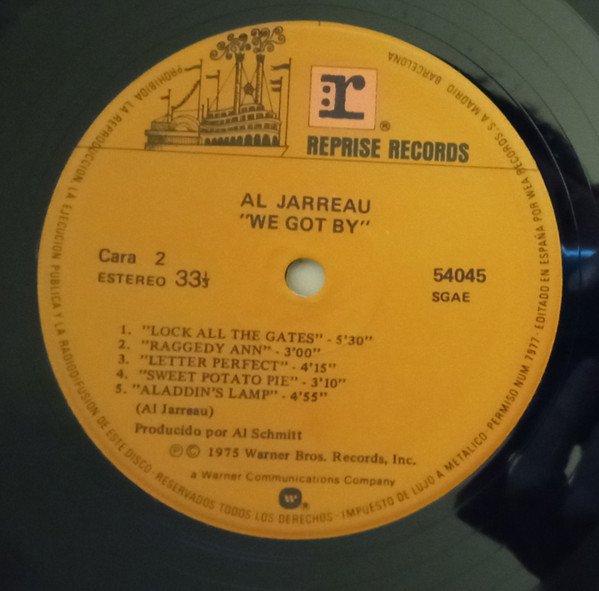 PROHIBIDA LA REPRODUCCION LA EJECUCION PUBLICA Y LA RADIODIFUSION DE ESTE DISCO · RESERVADOS TODOS LOS DERECHOS · IMPUESTO DE LUJO A METALICO · PERMISO NUM 7977 · EDITADO EN ESPAÑA POR WEA RECORDS, S.A MADRID BARCELONA
r
®
REPRISE RECORDS
AL JARREAU
"WE GOT BY"
Cara 2
ESTEREO 33⅓
54045
SGAE
1. "LOCK ALL THE GATES" - 5'30"
2. "RAGGEDY ANN" - 3'00"
3. "LETTER PERFECT" - 4'15"
4. "SWEET POTATO PIE" - 3'10"
5. "ALADDIN'S LAMP" - 4'55"
(Al Jarreau)
Producido por Al Schmitt
℗ © 1975 Warner Bros. Records, Inc.
a Warner Communications Company
W ®